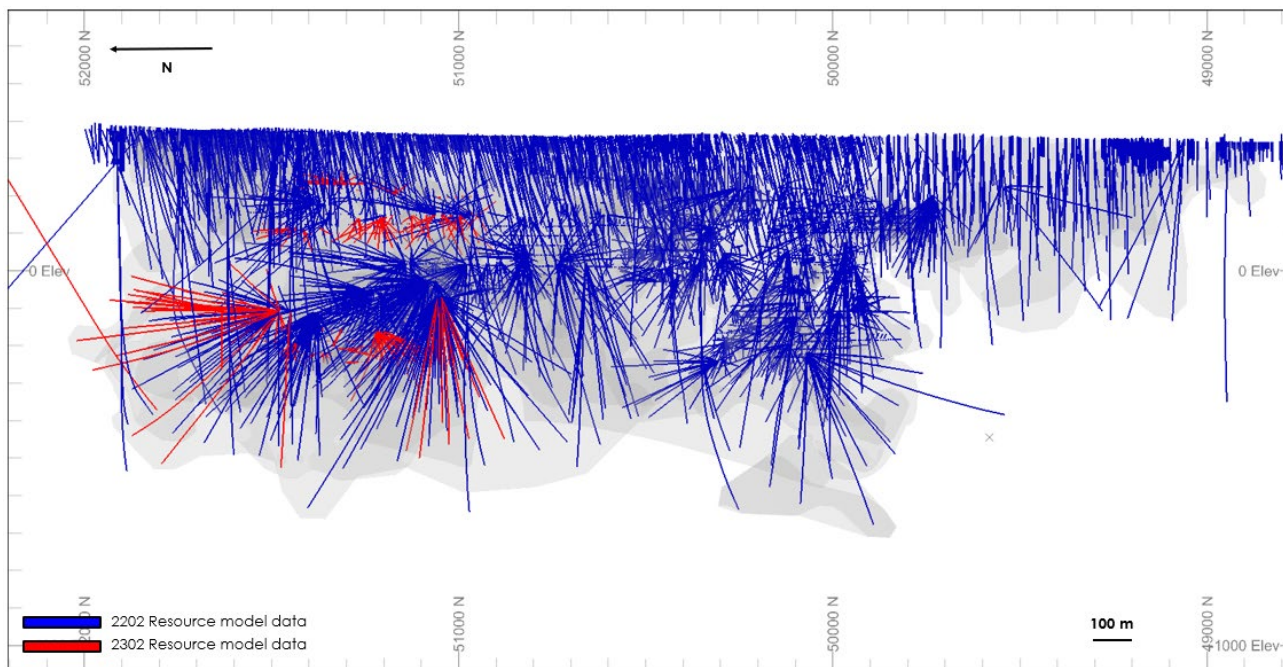 52000 N
51000 N
50000 N
49000 N
N
0 Elev
0 Elev
2202 Resource model data
2302 Resource model data
51000 N
50000 N
100 m
49000 N
-1000 Elev